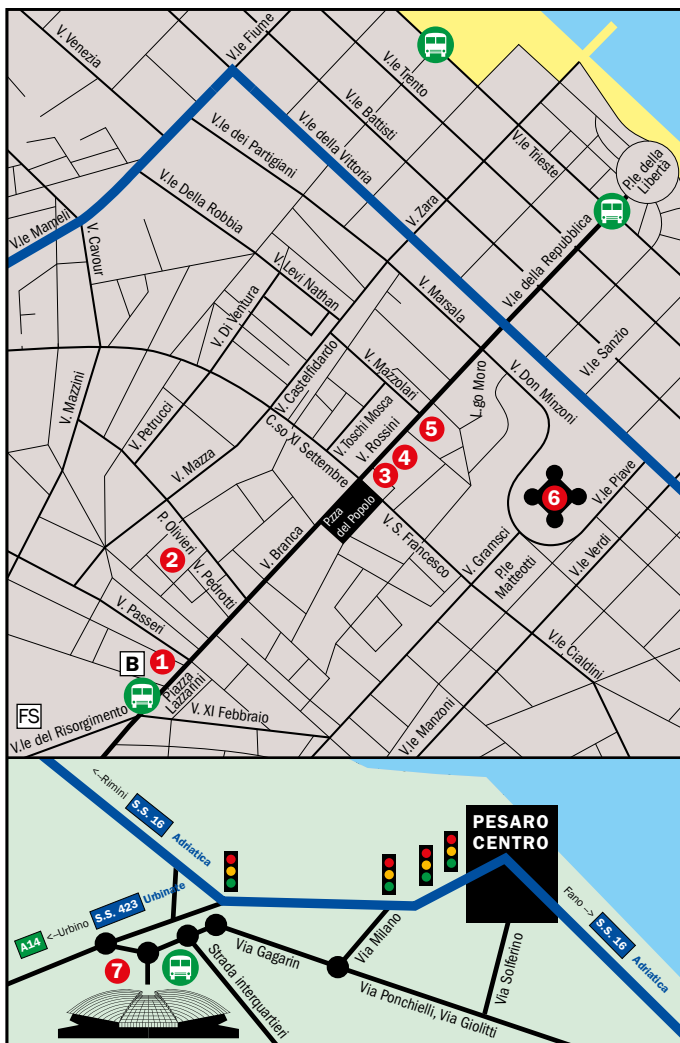 V. Venezia
V.le Fiume
V.le Trento
V.le Battisti
V.le dei Partigiani
V.le della Vittoria
V.le Trieste
P.le della
Libertà
V.le Della Robbia
V. Zara
V.le della Repubblica
V.le Mameli
V. Cavour
V. Levi Nathan
V. Marsala
V. Di Ventura
V.le Sanzio
V. Castelfidardo
V. Mazzolari
L.go Moro
V. Don Minzoni
V. Mazzini
V. Petrucci
V. Mazza
C.so XI Settembre
V. Toschi Mosca
V. Rossini
5
4
3
6
V.le Piave
P.zza
del Popolo
P. Olivieri
2
V. Pedrotti
V. Branca
V. S. Francesco
V. Gramsci
P.le
Matteotti
V.le Verdi
V. Passeri
B
1
Piazza
Lazzarini
V.le Cialdini
FS
V.le del Risorgimento
V. XI Febbraio
V.le Manzoni
<--Rimini
S.S. 16
Adriatica
PESARO
CENTRO
A14
<--Urbino
S.S. 423
Urbinate
Fano -->
S.S. 16
Adriatica
7
Via Gagarin
Via Milano
Via Solferino
Strada interquartieri
Via Ponchielli, Via Giolitti